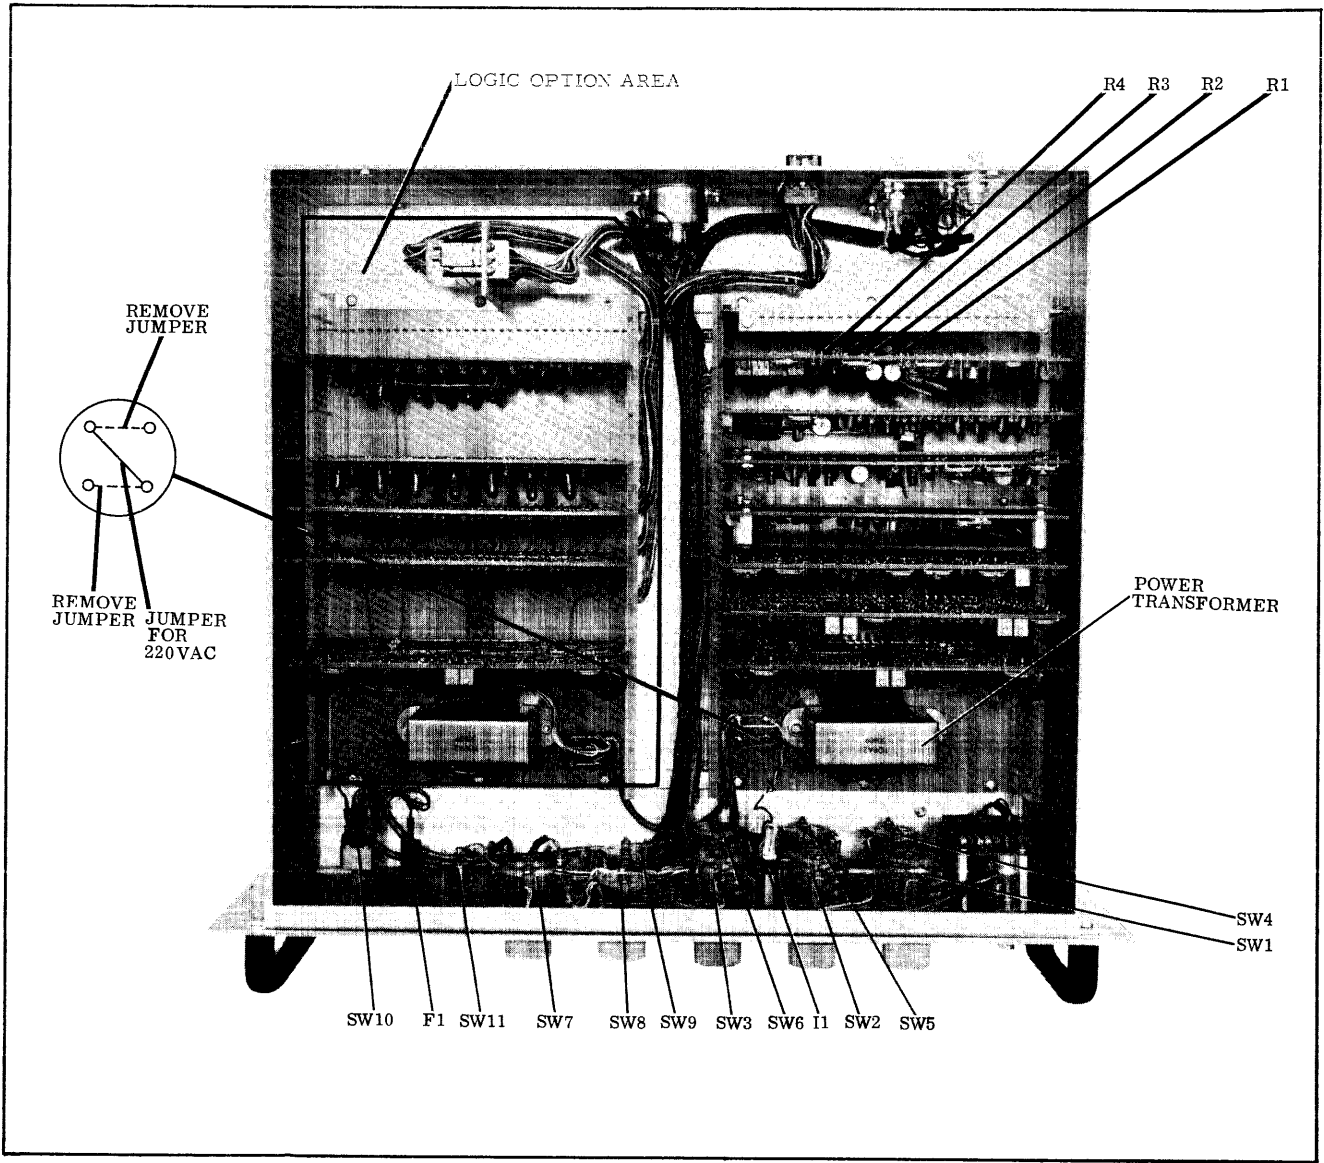 LOGIC OPTION AREA
R4 R3 R2 R1
REMOVE
JUMPER
REMOVE
JUMPER
JUMPER
FOR
220VAC
POWER
TRANSFORMER
SW4
SW1
SW10 F1 SW11 SW7 SW8 SW9 SW3 SW6 I1 SW2 SW5